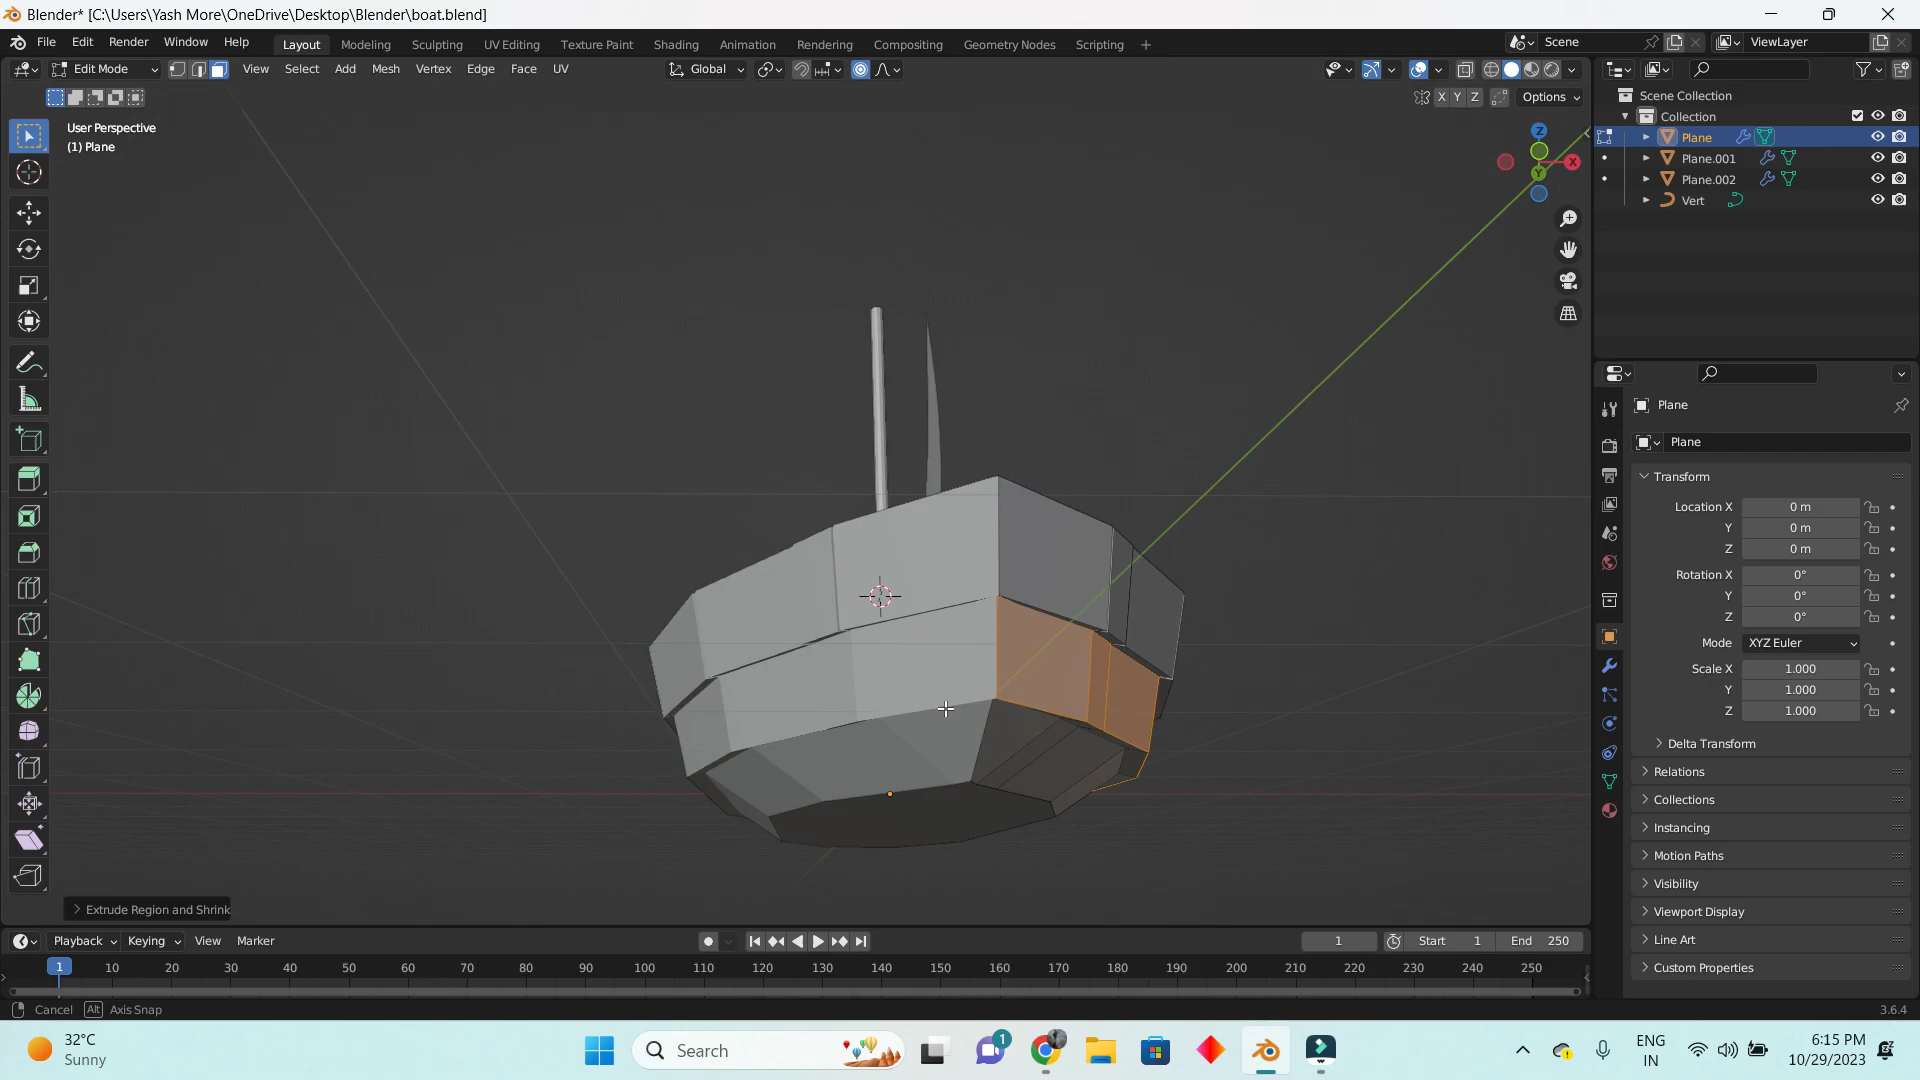 Blender* [C:\Users\Yash More\OneDrive\Desktop\Blender\boat.blend]
File Edit Render Window Help Layout Modeling Sculpting UV Editing Texture Paint Shading Animation Rendering Compositing Geometry Nodes Scripting + Scene ViewLayer
Edit Mode View Select Add Mesh Vertex Edge Face UV Global
X Y Z Options
User Perspective
(1) Plane
Z
X
Y
Scene Collection
Collection
Plane
Plane.001
Plane.002
Vert
Plane
Plane
Transform
Location X 0 m
Y 0 m
Z 0 m
Rotation X 0°
Y 0°
Z 0°
Mode XYZ Euler
Scale X 1.000
Y 1.000
Z 1.000
Delta Transform
Relations
Collections
Instancing
Motion Paths
Visibility
Viewport Display
Line Art
Custom Properties
Extrude Region and Shrink
Playback Keying View Marker 1 Start 1 End 250
1 10 20 30 40 50 60 70 80 90 100 110 120 130 140 150 160 170 180 190 200 210 220 230 240 250
Cancel Alt Axis Snap 3.6.4
32°C
Sunny
Search
1
ENG
IN
6:15 PM
10/29/2023